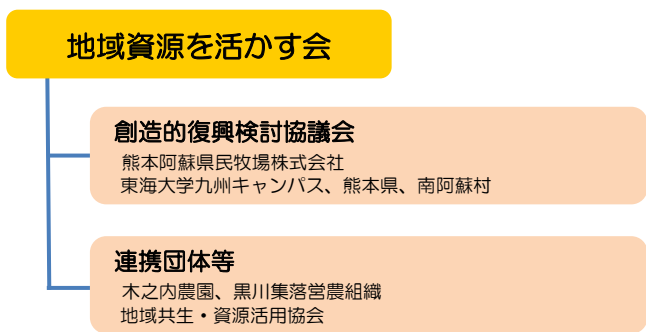 地域資源を活かす会
創造的復興検討協議会
熊本阿蘇県民牧場株式会社
東海大学九州キャンパス、熊本県、南阿蘇村
連携団体等
木之内農園、黒川集落営農組織
地域共生・資源活用協会